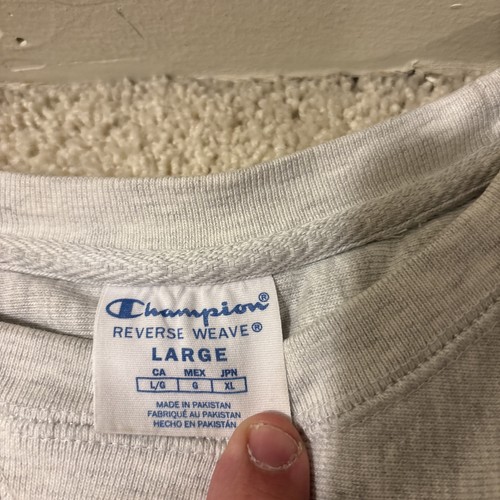 Champion®
REVERSE WEAVE®
LARGE
CA MEX JPN
L/G G XL
MADE IN PAKISTAN
FABRIQUÉ AU PAKISTAN
HECHO EN PAKISTÁN